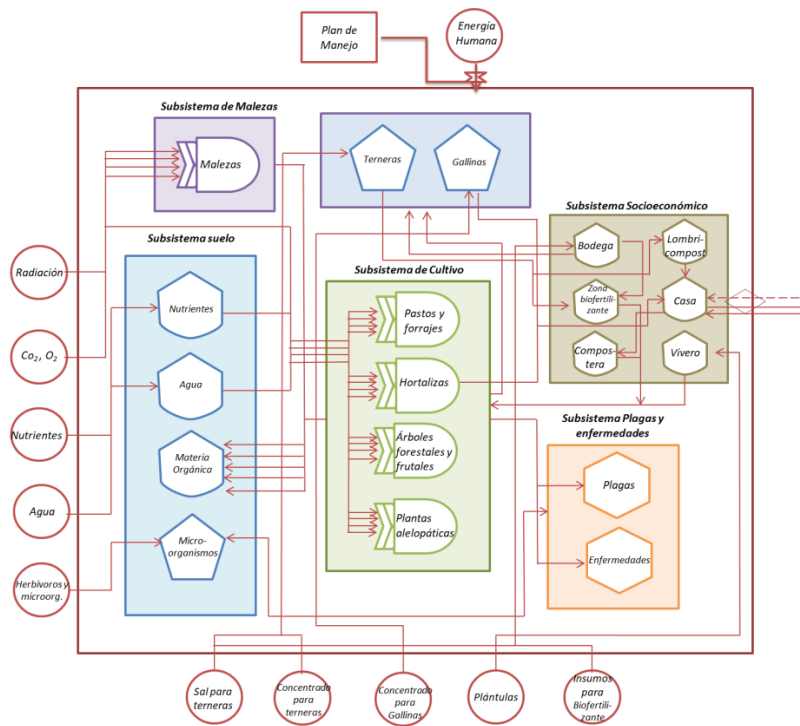 Plan de
Manejo
Energía
Humana
Subsistema de Malezas
Malezas
Terneras
Gallinas
Subsistema Socioeconómico
Bodega
Lombri-
compost
Zona
biofertili-
zante
Casa
Compos-
tera
Vivero
Subsistema suelo
Nutrientes
Agua
Materia
Orgánica
Micro-
organismos
Subsistema de Cultivo
Pastos y
forrajes
Hortalizas
Árboles
forestales y
frutales
Plantas
alelopáticas
Subsistema Plagas y
enfermedades
Plagas
Enfermedades
Radiación
Co₂, O₂
Nutrientes
Agua
Herbívoros y
microorg.
Sal para
terneras
Concentrado
para
terneras
Concentrado
para
Gallinas
Plántulas
Insumos
para
Biofertili-
zante